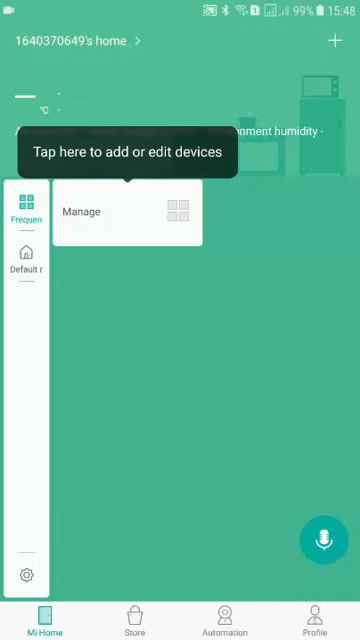 99% 15:48
1640370649's home
-
°C -
onment humidity ·
Tap here to add or edit devices
Frequen
Manage
Default r
Mi Home Store Automation Profile